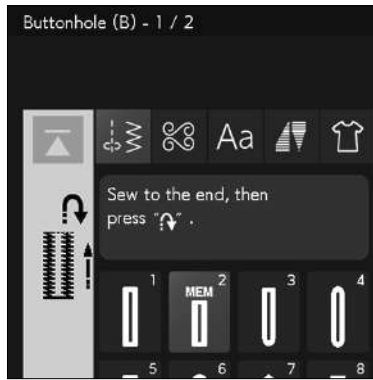 Buttonhole (B) - 1 / 2
Aa
Sew to the end, then
press "↷" .
1
MEM 2
3
4
5
6
7
8